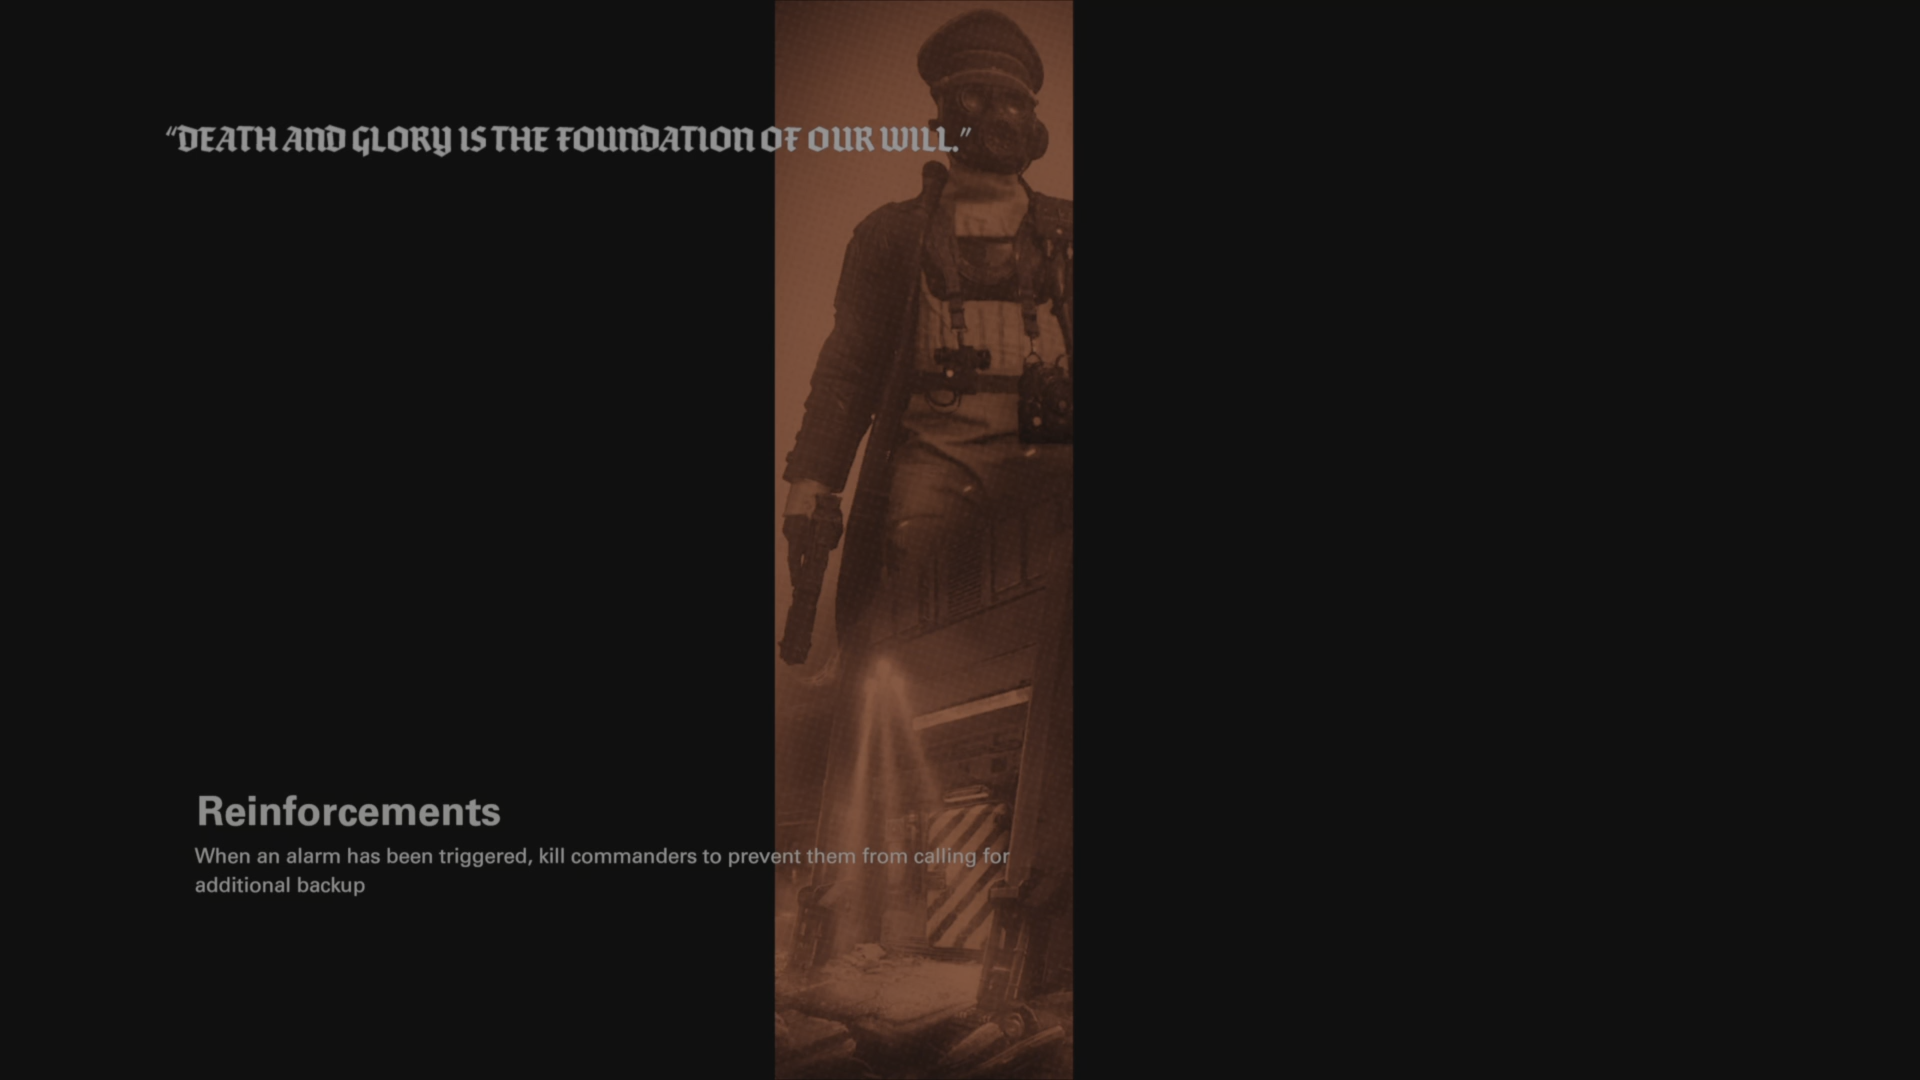 “DEATH AND GLORY IS THE FOUNDATION OF OUR WILL.”
Reinforcements
When an alarm has been triggered, kill commanders to prevent them from calling for
additional backup